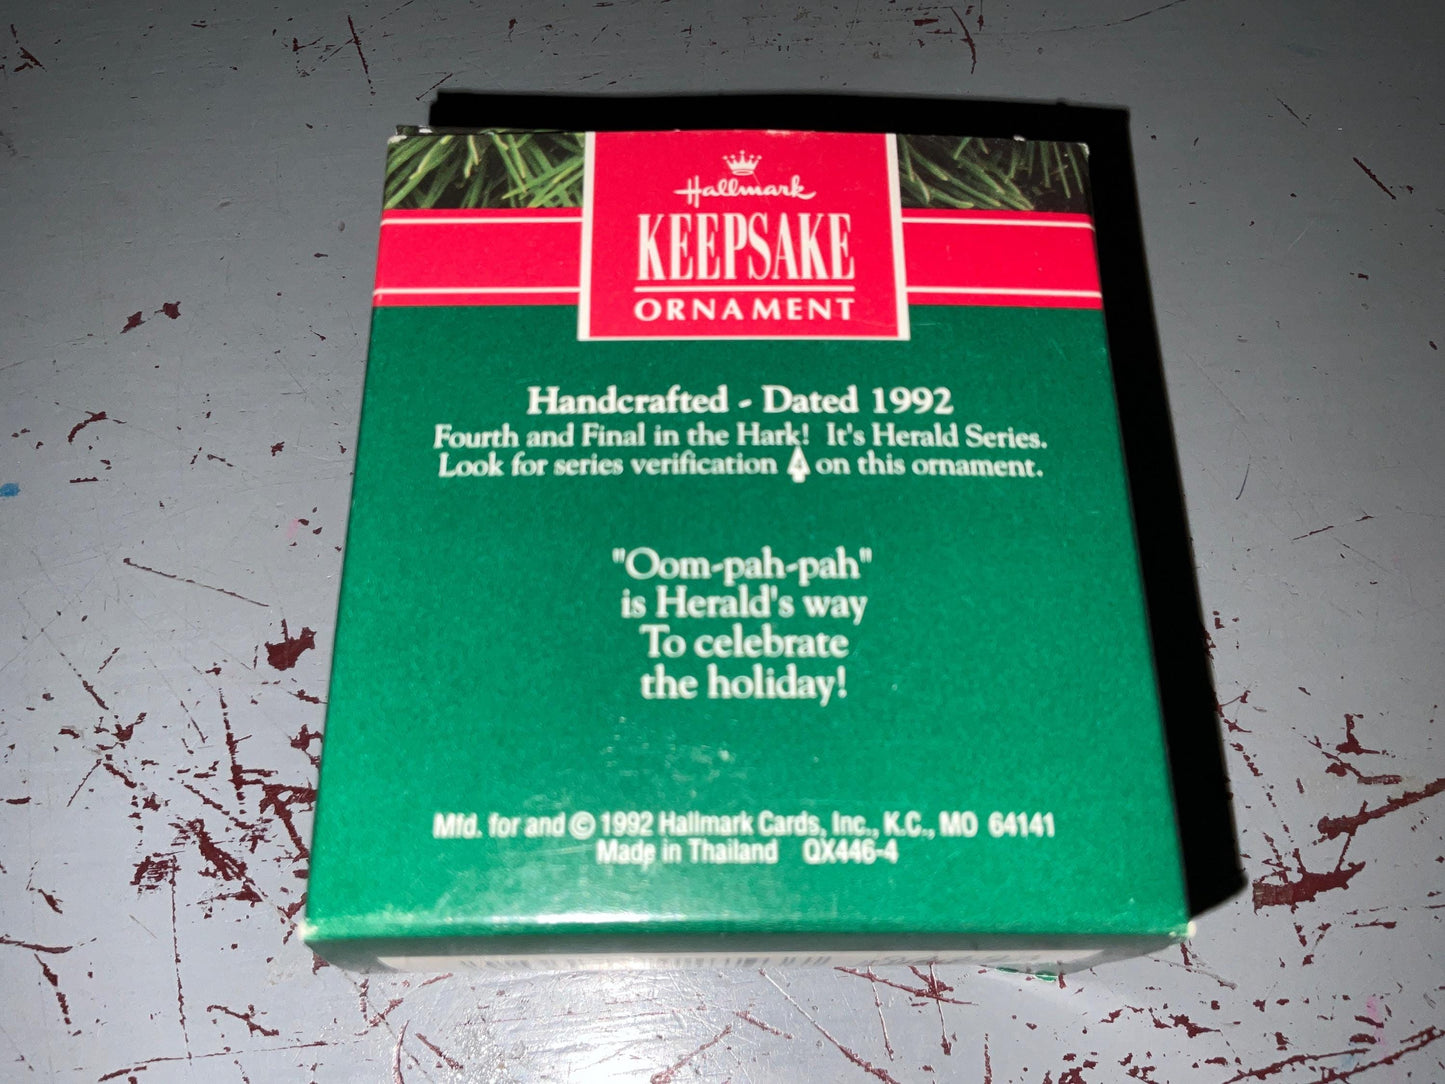 Hallmark
KEEPSAKE
ORNAMENT
Handcrafted - Dated 1992
Fourth and Final in the Hark! It's Herald Series.
Look for series verification on this ornament.
"Oom-pah-pah"
is Herald's way
To celebrate
the holiday!
Mfd. for and © 1992 Hallmark Cards, Inc., K.C., MO 64141
Made in Thailand QX446-4